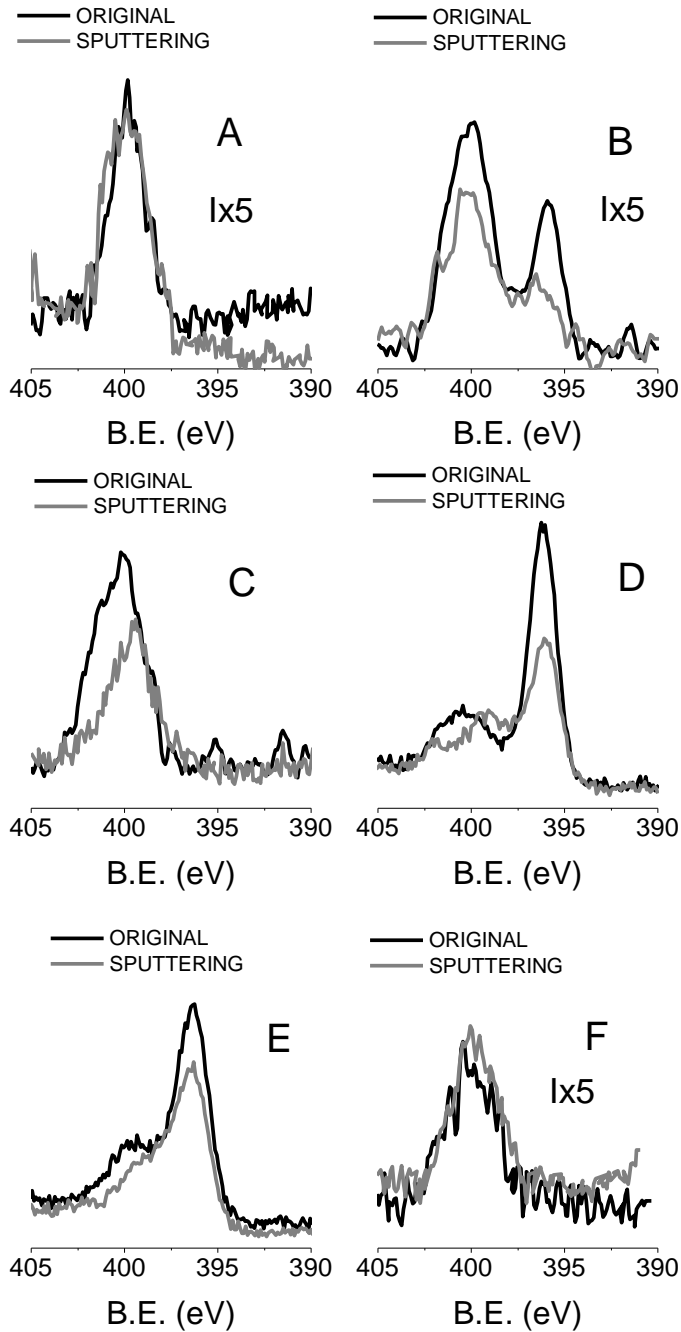 ORIGINAL
SPUTTERING
A
Ix5
405 400 395 390
B.E. (eV)
ORIGINAL
SPUTTERING
B
Ix5
405 400 395 390
B.E. (eV)
ORIGINAL
SPUTTERING
C
405 400 395 390
B.E. (eV)
ORIGINAL
SPUTTERING
D
405 400 395 390
B.E. (eV)
ORIGINAL
SPUTTERING
E
405 400 395 390
B.E. (eV)
ORIGINAL
SPUTTERING
F
Ix5
405 400 395 390
B.E. (eV)